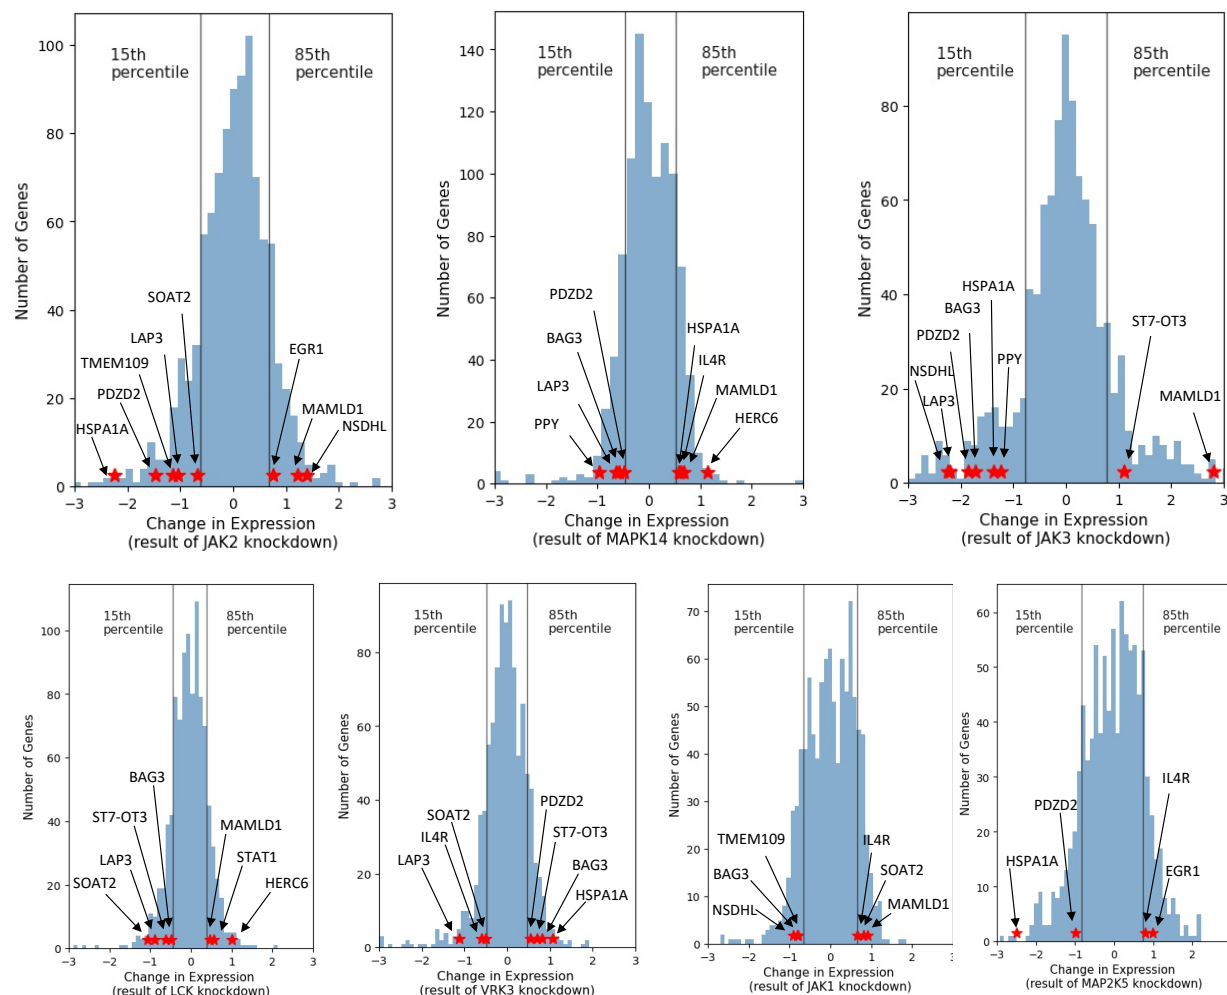 15th
percentile
85th
percentile
100
80
60
40
20
0
Number of Genes
SOAT2
LAP3
TMEM109
PDZD2
HSPA1A
EGR1
MAMLD1
NSDHL
−3 −2 −1 0 1 2 3
Change in Expression
(result of JAK2 knockdown)
15th
percentile
85th
percentile
140
120
100
80
60
40
20
0
Number of Genes
PDZD2
BAG3
LAP3
PPY
HSPA1A
IL4R
MAMLD1
HERC6
−3 −2 −1 0 1 2 3
Change in Expression
(result of MAPK14 knockdown)
15th
percentile
85th
percentile
80
60
40
20
0
Number of Genes
HSPA1A
BAG3
PDZD2
PPY
NSDHL
LAP3
ST7-OT3
MAMLD1
−3 −2 −1 0 1 2 3
Change in Expression
(result of JAK3 knockdown)
15th
percentile
85th
percentile
100
80
60
40
20
0
Number of Genes
BAG3
ST7-OT3
LAP3
SOAT2
MAMLD1
STAT1
HERC6
−3 −2 −1 0 1 2 3
Change in Expression
(result of LCK knockdown)
15th
percentile
85th
percentile
80
60
40
20
0
Number of Genes
SOAT2
IL4R
LAP3
PDZD2
ST7-OT3
BAG3
HSPA1A
−3 −2 −1 0 1 2 3
Change in Expression
(result of VRK3 knockdown)
15th
percentile
85th
percentile
70
60
50
40
30
20
10
0
Number of Genes
TMEM109
BAG3
NSDHL
IL4R
SOAT2
MAMLD1
−3 −2 −1 0 1 2 3
Change in Expression
(result of JAK1 knockdown)
15th
percentile
85th
percentile
60
50
40
30
20
10
0
Number of Genes
IL4R
PDZD2
HSPA1A
EGR1
−3 −2 −1 0 1 2
Change in Expression
(result of MAP2K5 knockdown)